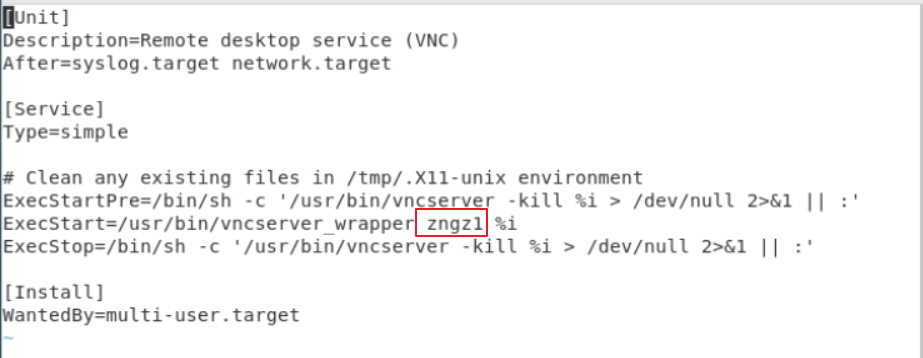 [Unit]
Description=Remote desktop service (VNC)
After=syslog.target network.target
[Service]
Type=simple
# Clean any existing files in /tmp/.X11-unix environment
ExecStartPre=/bin/sh -c '/usr/bin/vncserver -kill %i > /dev/null 2>&1 || :'
ExecStart=/usr/bin/vncserver_wrapper zngz1 %i
ExecStop=/bin/sh -c '/usr/bin/vncserver -kill %i > /dev/null 2>&1 || :'
[Install]
WantedBy=multi-user.target
~